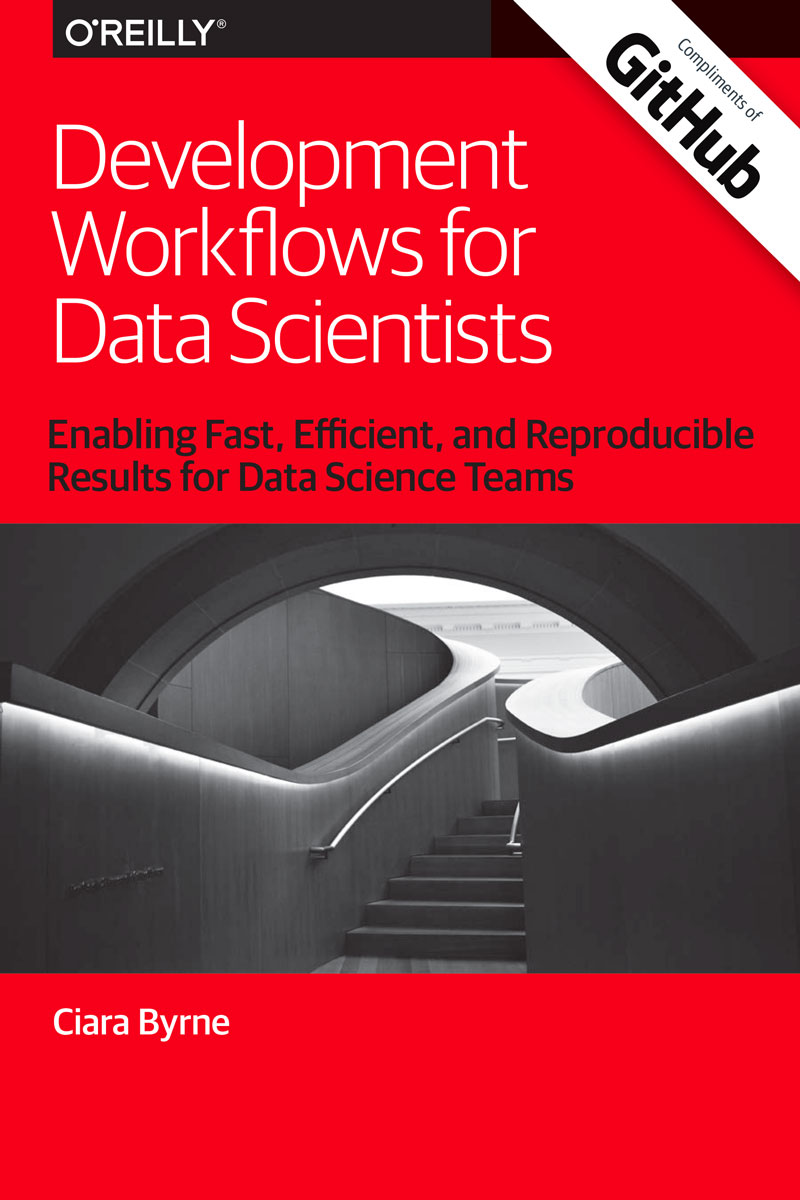 O'REILLY®
Compliments of
GitHub
Development
Workflows for
Data Scientists
Enabling Fast, Efficient, and Reproducible
Results for Data Science Teams
Ciara Byrne